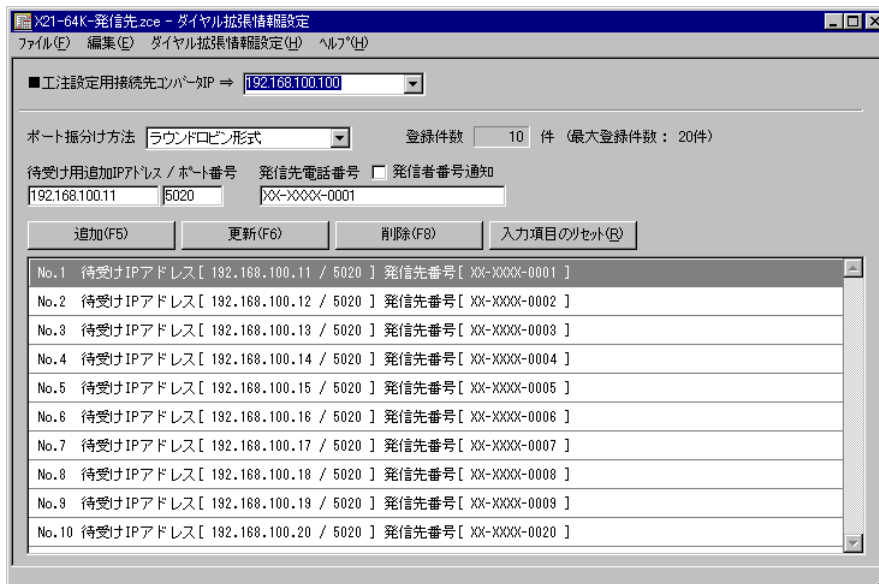 X21-64K-発信先.zce - ダイヤル拡張情報設定
ファイル(F) 編集(E) ダイヤル拡張情報設定(H) ヘルプ(H)
■工注設定用接続先コンバータIP ⇒ 192.168.100.100
ポート振分け方法 ラウンドロビン形式 登録件数 10 件 (最大登録件数: 20件)
待受け用追加IPアドレス / ポート番号 発信先電話番号 発信者番号通知
192.168.100.11 5020 XX-XXXX-0001
追加(F5) 更新(F6) 削除(F8) 入力項目のリセット(R)
No.1 待受けIPアドレス[ 192.168.100.11 / 5020 ] 発信先番号[ XX-XXXX-0001 ]
No.2 待受けIPアドレス[ 192.168.100.12 / 5020 ] 発信先番号[ XX-XXXX-0002 ]
No.3 待受けIPアドレス[ 192.168.100.13 / 5020 ] 発信先番号[ XX-XXXX-0003 ]
No.4 待受けIPアドレス[ 192.168.100.14 / 5020 ] 発信先番号[ XX-XXXX-0004 ]
No.5 待受けIPアドレス[ 192.168.100.15 / 5020 ] 発信先番号[ XX-XXXX-0005 ]
No.6 待受けIPアドレス[ 192.168.100.16 / 5020 ] 発信先番号[ XX-XXXX-0006 ]
No.7 待受けIPアドレス[ 192.168.100.17 / 5020 ] 発信先番号[ XX-XXXX-0007 ]
No.8 待受けIPアドレス[ 192.168.100.18 / 5020 ] 発信先番号[ XX-XXXX-0008 ]
No.9 待受けIPアドレス[ 192.168.100.19 / 5020 ] 発信先番号[ XX-XXXX-0009 ]
No.10 待受けIPアドレス[ 192.168.100.20 / 5020 ] 発信先番号[ XX-XXXX-0020 ]